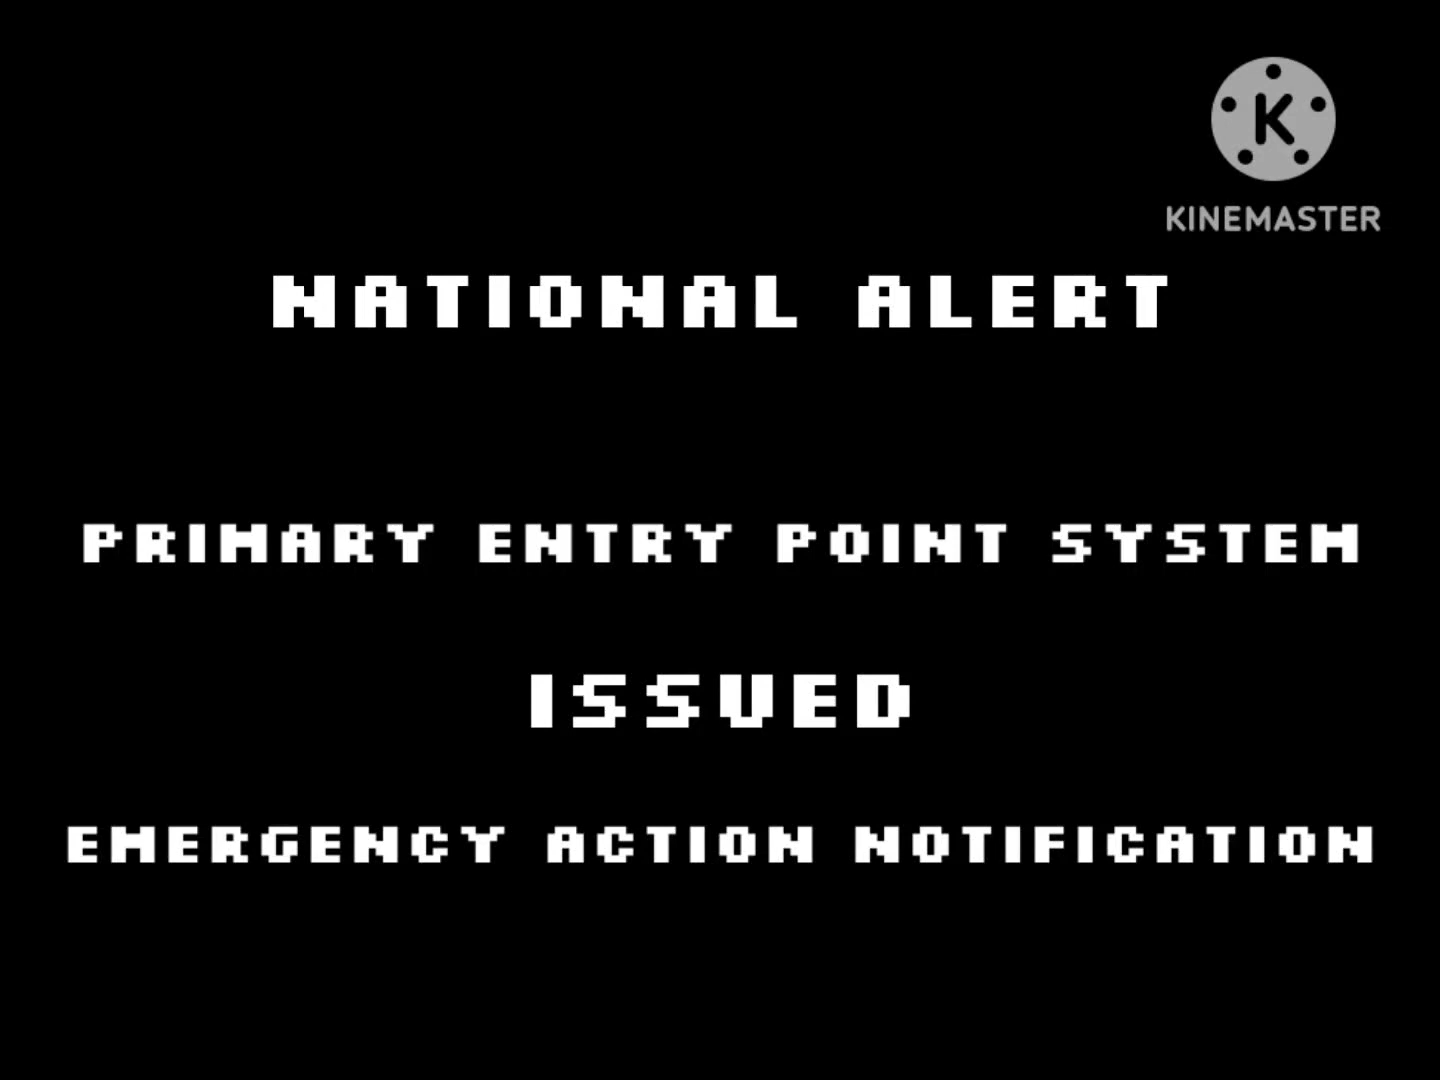 K
KINEMASTER
NATIONAL ALERT
PRIMARY ENTRY POINT SYSTEM
ISSUED
EMERGENCY ACTION NOTIFICATION